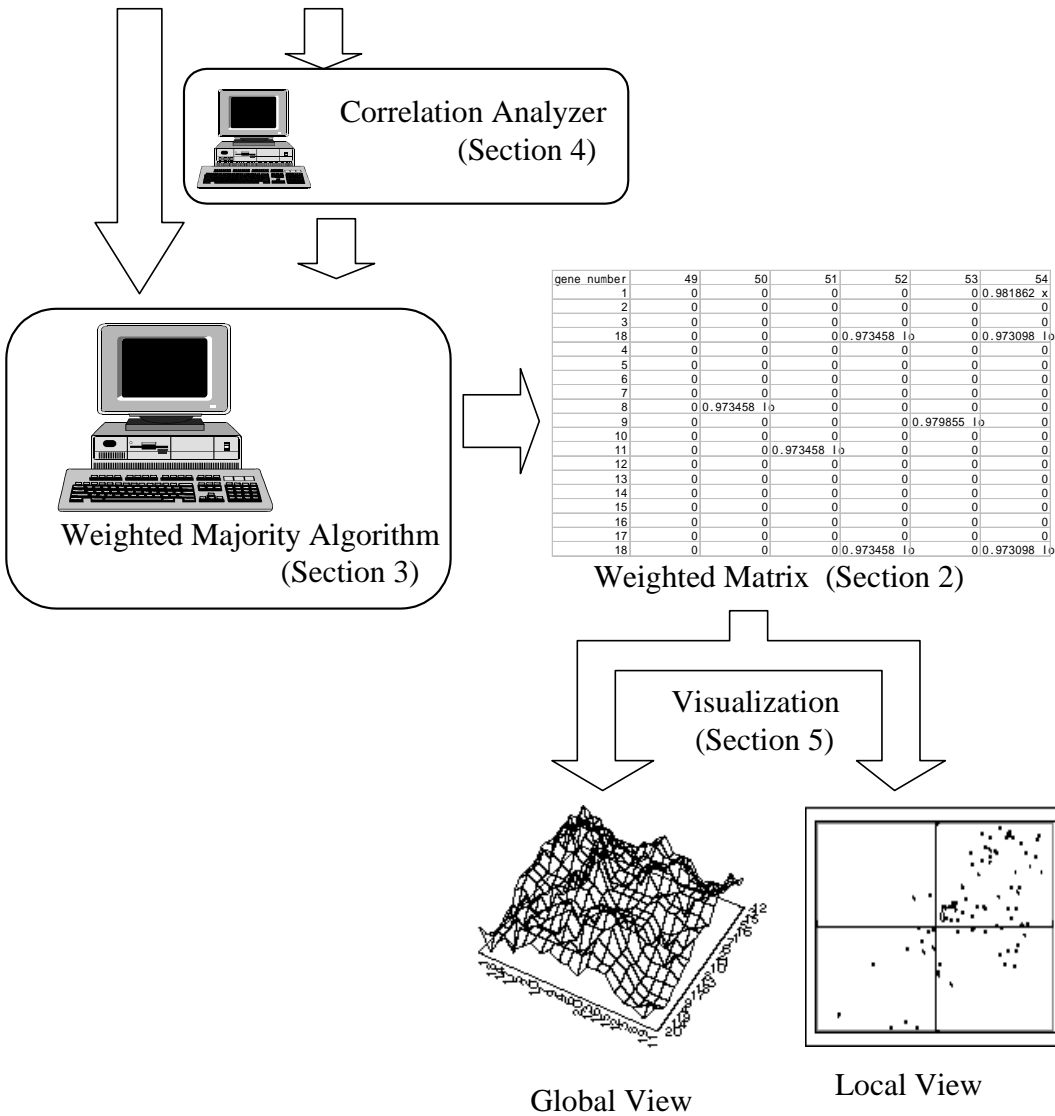 Correlation Analyzer
(Section 4)
gene number 49 50 51 52 53 54
1 0 0 0 0 0 0.981862 x
2 0 0 0 0 0 0
3 0 0 0 0 0 0
18 0 0 0 0.973458 lo 0 0.973098 lo
4 0 0 0 0 0 0
5 0 0 0 0 0 0
6 0 0 0 0 0 0
7 0 0 0 0 0 0
8 0 0.973458 lo 0 0 0 0
9 0 0 0 0 0.979855 lo 0
10 0 0 0 0 0 0
11 0 0 0.973458 lo 0 0 0
12 0 0 0 0 0 0
13 0 0 0 0 0 0
14 0 0 0 0 0 0
15 0 0 0 0 0 0
16 0 0 0 0 0 0
17 0 0 0 0 0 0
18 0 0 0 0.973458 lo 0 0.973098 lo
Weighted Majority Algorithm
(Section 3)
Weighted Matrix (Section 2)
Visualization
(Section 5)
Global View
Local View